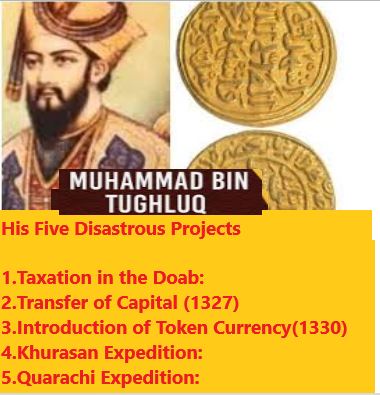 MUHAMMAD BIN
TUGHLUQ
His Five Disastrous Projects
1.Taxation in the Doab:
2.Transfer of Capital (1327)
3.Introduction of Token Currency(1330)
4.Khurasan Expedition:
5.Quarachi Expedition: